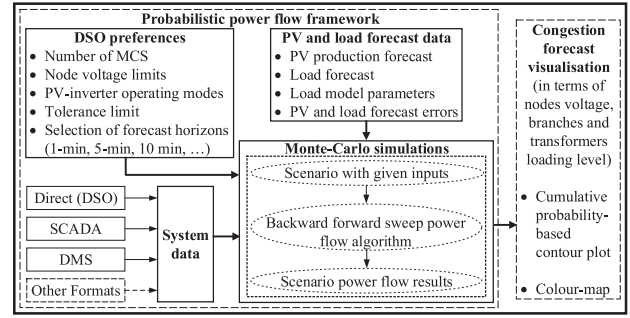 Probabilistic power flow framework
DSO preferences
• Number of MCS
• Node voltage limits
• PV-inverter operating modes
• Tolerance limit
• Selection of forecast horizons
(1-min, 5-min, 10 min, ...)
PV and load forecast data
• PV production forecast
• Load forecast
• Load model parameters
• PV and load forecast errors
Direct (DSO)
SCADA
DMS
Other Formats
System
data
Monte-Carlo simulations
Scenario with given inputs
Backward forward sweep power
flow algorithm
Scenario power flow results
Congestion
forecast
visualisation
(in terms of
nodes voltage,
branches and
transformers
loading level)
• Cumulative
probability-
based
contour plot
• Colour-map